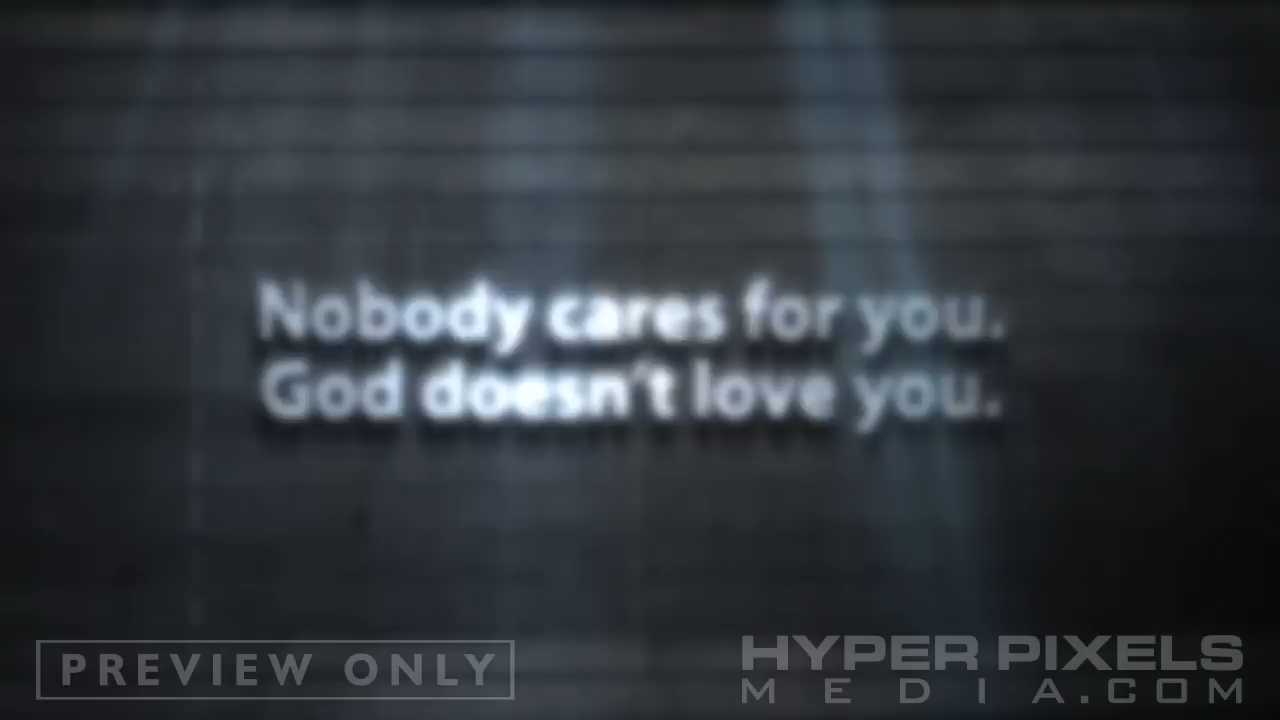 Nobody cares for you.
God doesn't love you.
PREVIEW ONLY
HYPER PIXELS
MEDIA.COM